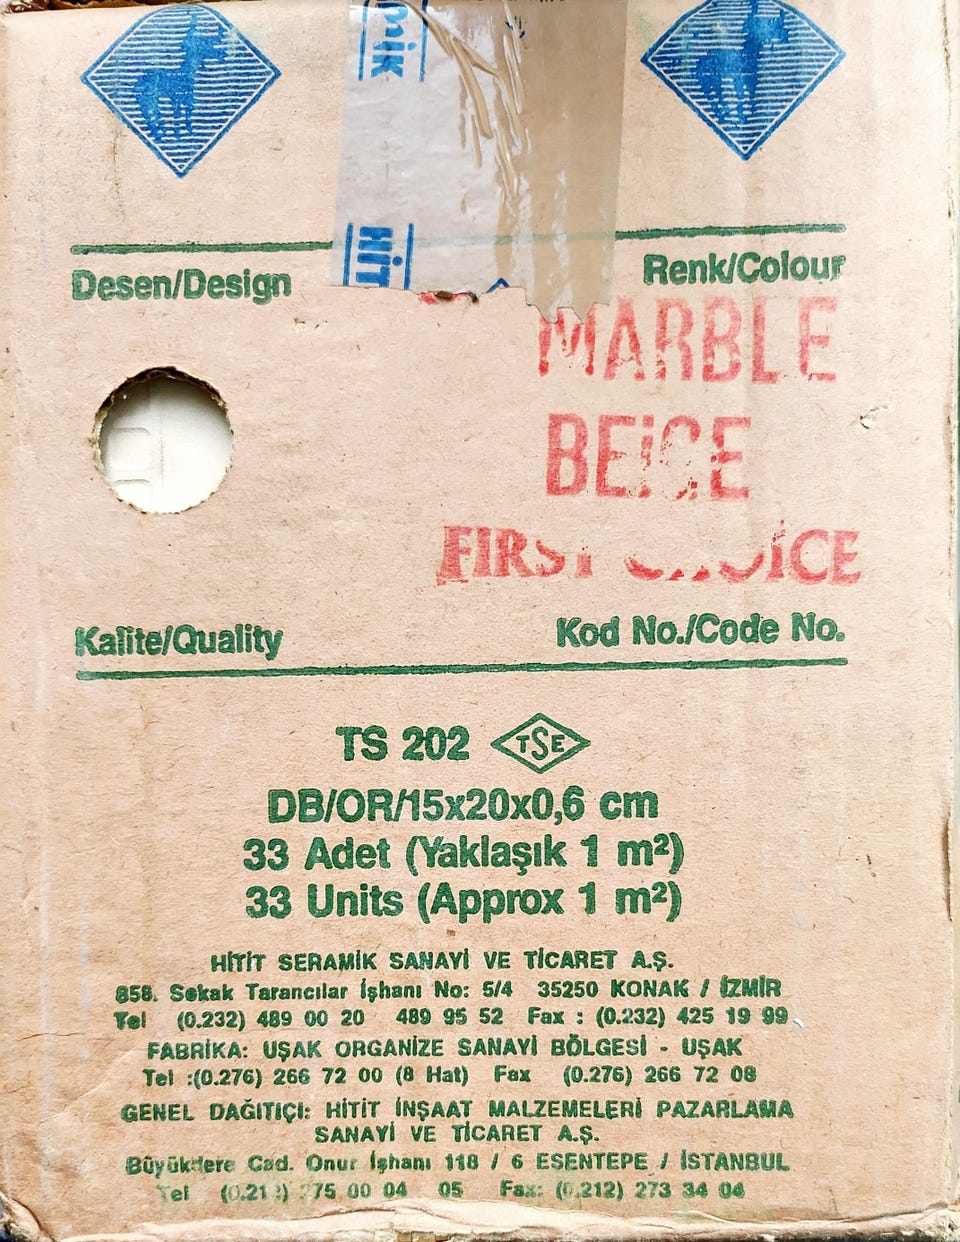 mik
HİT
Desen/Design
Renk/Colour
MARBLE
BEiGE
FIRST CHOICE
Kalite/Quality
Kod No./Code No.
TS 202 TSE
DB/OR/15x20x0,6 cm
33 Adet (Yaklaşık 1 m²)
33 Units (Approx 1 m²)
HİTİT SERAMİK SANAYİ VE TİCARET A.Ş.
858. Sokak Tarancılar İşhanı No: 5/4 35250 KONAK / İZMİR
Tel (0.232) 489 00 20 489 95 52 Fax : (0.232) 425 19 99
FABRİKA: UŞAK ORGANİZE SANAYİ BÖLGESİ - UŞAK
Tel :(0.276) 266 72 00 (8 Hat) Fax (0.276) 266 72 08
GENEL DAĞITIÇI: HİTİT İNŞAAT MALZEMELERİ PAZARLAMA
SANAYİ VE TİCARET A.Ş.
Büyükdere Cad. Onur İşhanı 118 / 6 ESENTEPE / İSTANBUL
Tel (0.212) 275 00 04 05 Fax: (0.212) 273 34 04